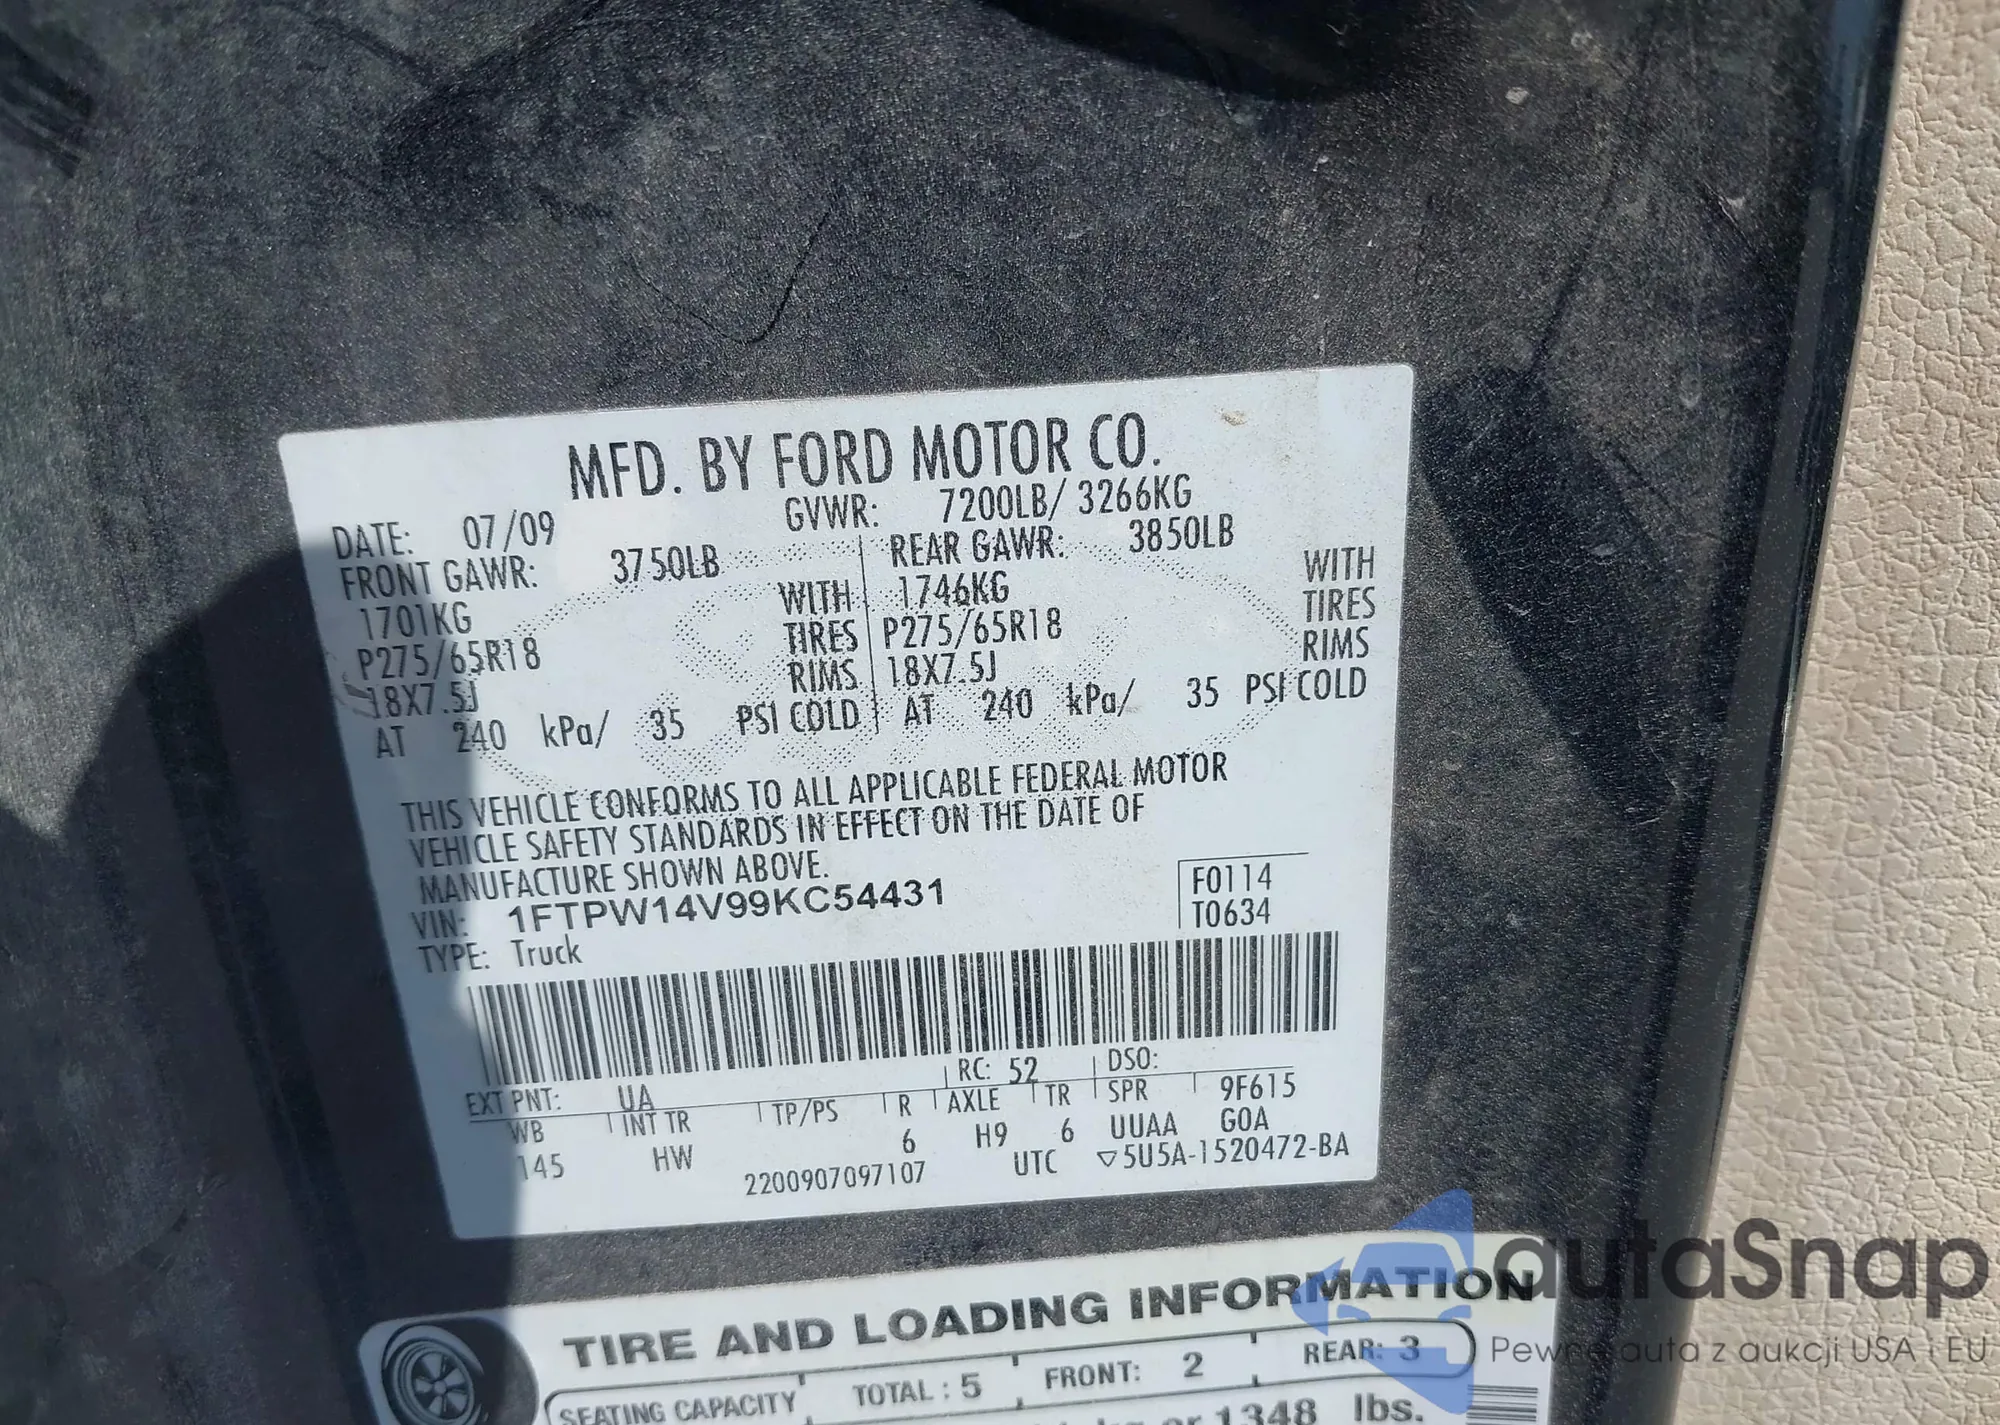 MFD. BY FORD MOTOR CO.
DATE: 07/09 GVWR: 7200LB/ 3266KG
FRONT GAWR: 3750LB REAR GAWR: 3850LB
1701KG WITH 1746KG WITH
P275/65R18 TIRES P275/65R18 TIRES
18X7.5J RIMS 18X7.5J RIMS
AT 240 kPa/ 35 PSI COLD AT 240 kPa/ 35 PSI COLD
THIS VEHICLE CONFORMS TO ALL APPLICABLE FEDERAL MOTOR
VEHICLE SAFETY STANDARDS IN EFFECT ON THE DATE OF
MANUFACTURE SHOWN ABOVE.
VIN: 1FTPW14V99KC54431 F0114
TYPE: Truck T0634
EXT PNT: UA RC: 52 DSO:
WB INT TR TP/PS R AXLE TR SPR 9F615
145 HW 6 H9 6 UUAA G0A
2200907097107 UTC ▽5U5A-1520472-BA
TIRE AND LOADING INFORMATION
SEATING CAPACITY TOTAL : 5 FRONT: 2 REAR: 3
kg or 1348 lbs.
autaSnap
Pewne auta z aukcji USA i EU